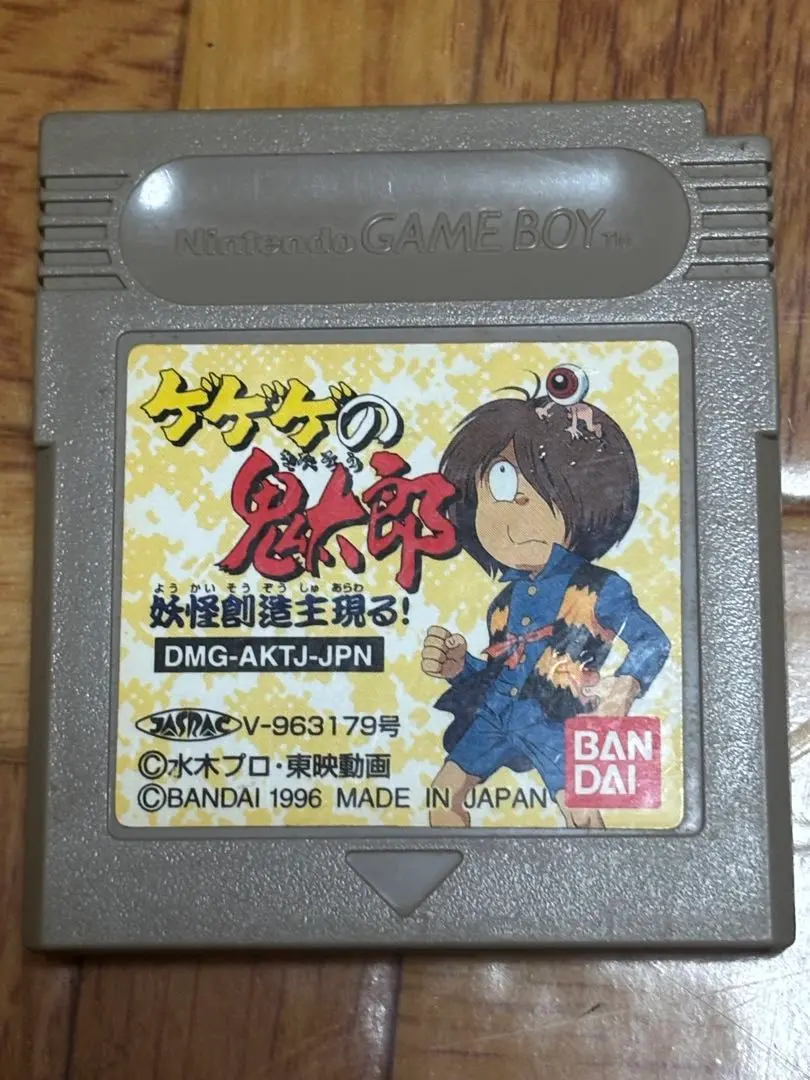 Nintendo GAME BOY TM
ゲゲゲの
きたろう
鬼太郎
ようかいそうぞうしゅ あらわ
妖怪創造主現る!
DMG-AKTJ-JPN
JASRAC V-963179号
©水木プロ・東映動画
©BANDAI 1996 MADE IN JAPAN
BAN
DAI